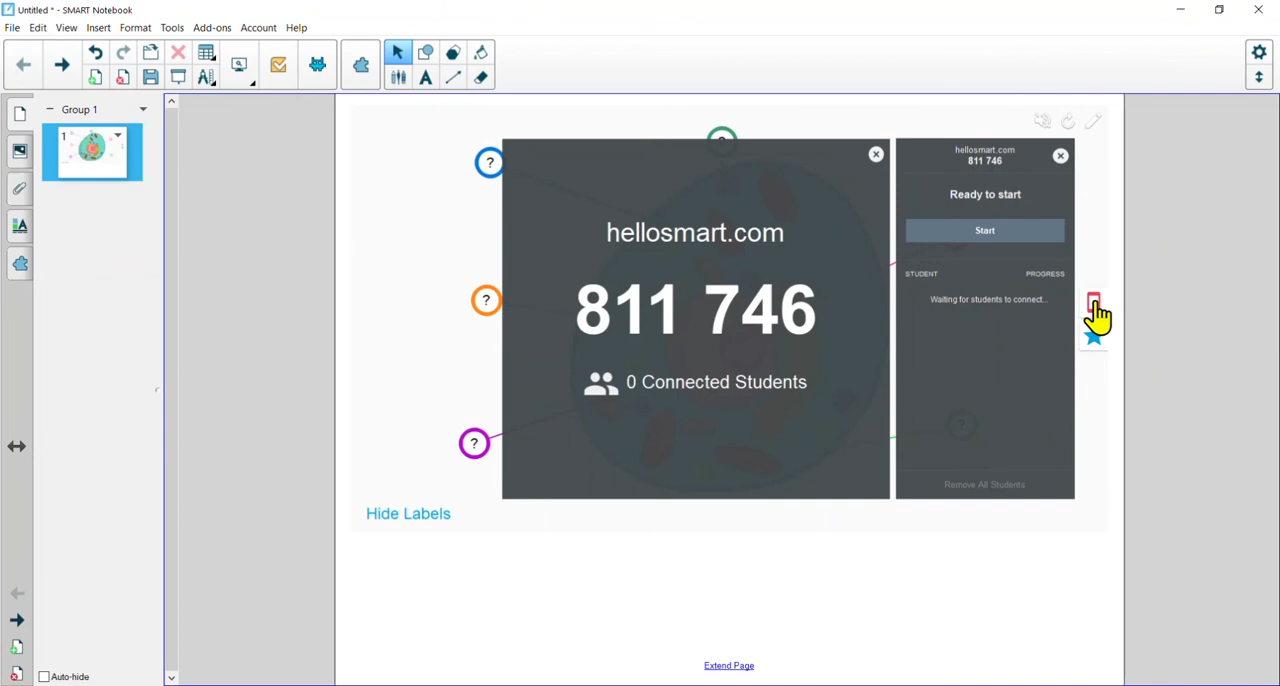 Untitled * - SMART Notebook
File Edit View Insert Format Tools Add-ons Account Help
Group 1
1
?
?
?
?
?
hellosmart.com
811 746
0 Connected Students
hellosmart.com
811 746
Ready to start
Start
STUDENT PROGRESS
Waiting for students to connect...
Remove All Students
Hide Labels
Extend Page
Auto-hide